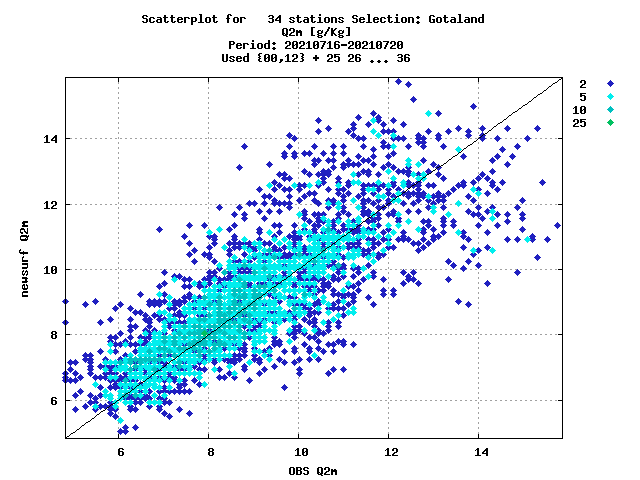 Scatterplot for   34 stations Selection: Gotaland
Q2m [g/Kg]
Period: 20210716-20210720
Used {00,12} + 25 26 ... 36
2
5
10
25
14
12
10
8
6
newsurf Q2m
6 8 10 12 14
OBS Q2m